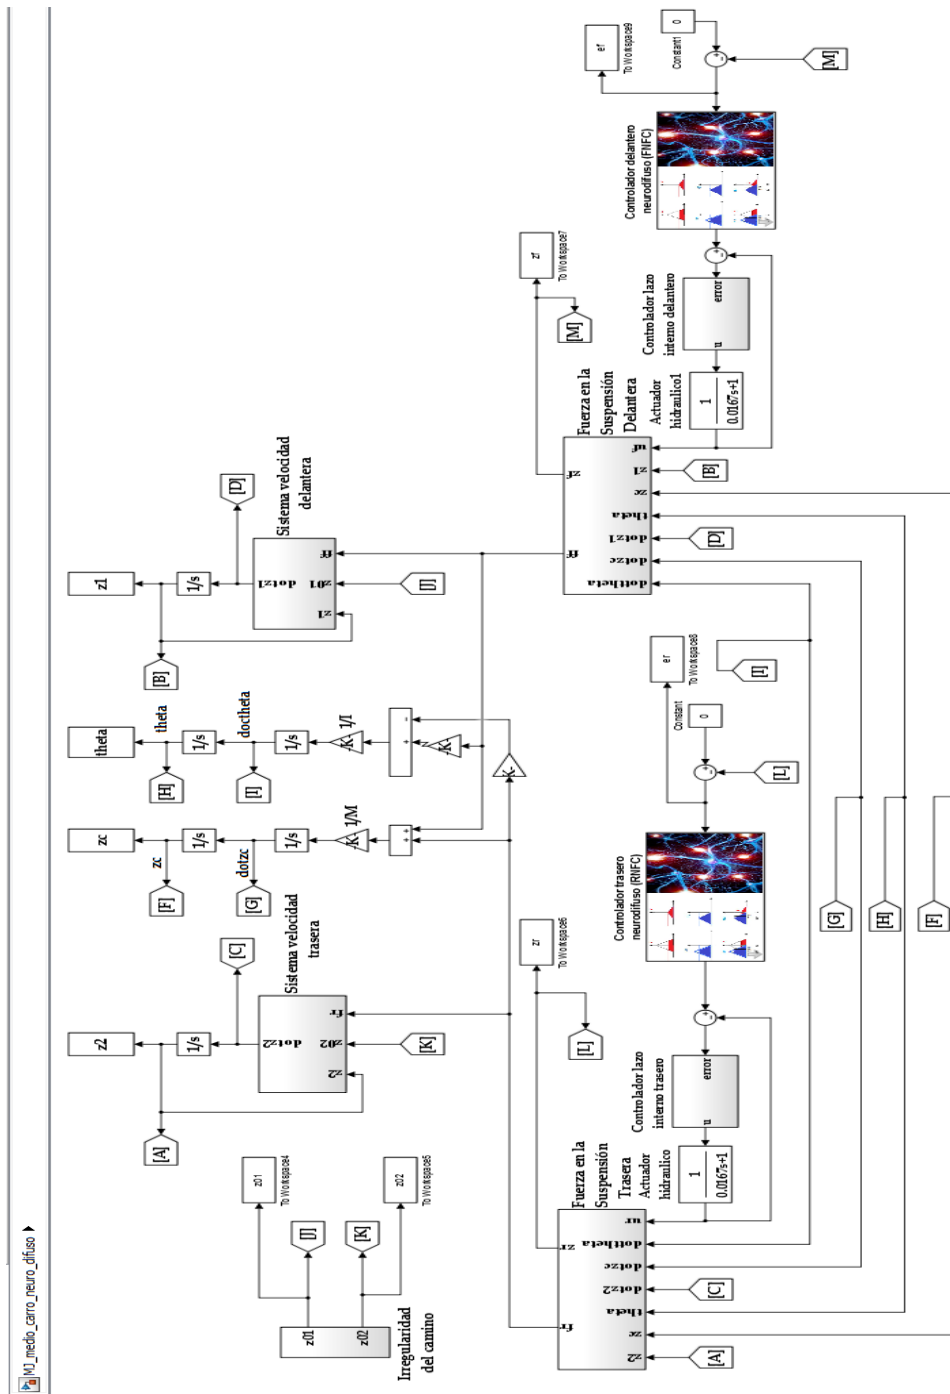 MJ_medio_carro_neuro_difuso
z01
z02
Irregularidad
del camino
z01
To Workspace4
[J]
[K]
z02
To Workspace5
z2
[A]
1/s
[C]
Sistema velocidad
trasera
z2
z02
dotz2
fr
[K]
zc
zc
[F]
1/s
dotzc
[G]
1/s
-K-
1/M
+
+
theta
theta
[H]
1/s
doctheta
[I]
1/s
-K-
1/I
+
-
-K-
K-
z1
[B]
1/s
[D]
Sistema velocidad
delantera
z1
z01
dotz1
ff
[J]
Fuerza en la
Suspensión
Trasera
fr
zr
z2
zc
theta
dotz2
dotzc
dottheta
ur
[A]
[C]
Actuador
hidraulico
1
0.0167s+1
Controlador lazo
interno trasero
u
error
zr
To Workspace6
[L]
Controlador trasero
neurodifuso (RNFC)
er
To Workspace8
Constant
0
[L]
[I]
[G]
[H]
[F]
Fuerza en la
Suspensión
Delantera
ff
zf
dottheta
dotzc
dotz1
theta
zc
z1
uf
[D]
[B]
Actuador
hidraulico1
1
0.0167s+1
Controlador lazo
interno delantero
u
error
zf
To Workspace7
[M]
Controlador delantero
neurodifuso (FNFC)
ef
To Workspace9
Constant1
0
[M]